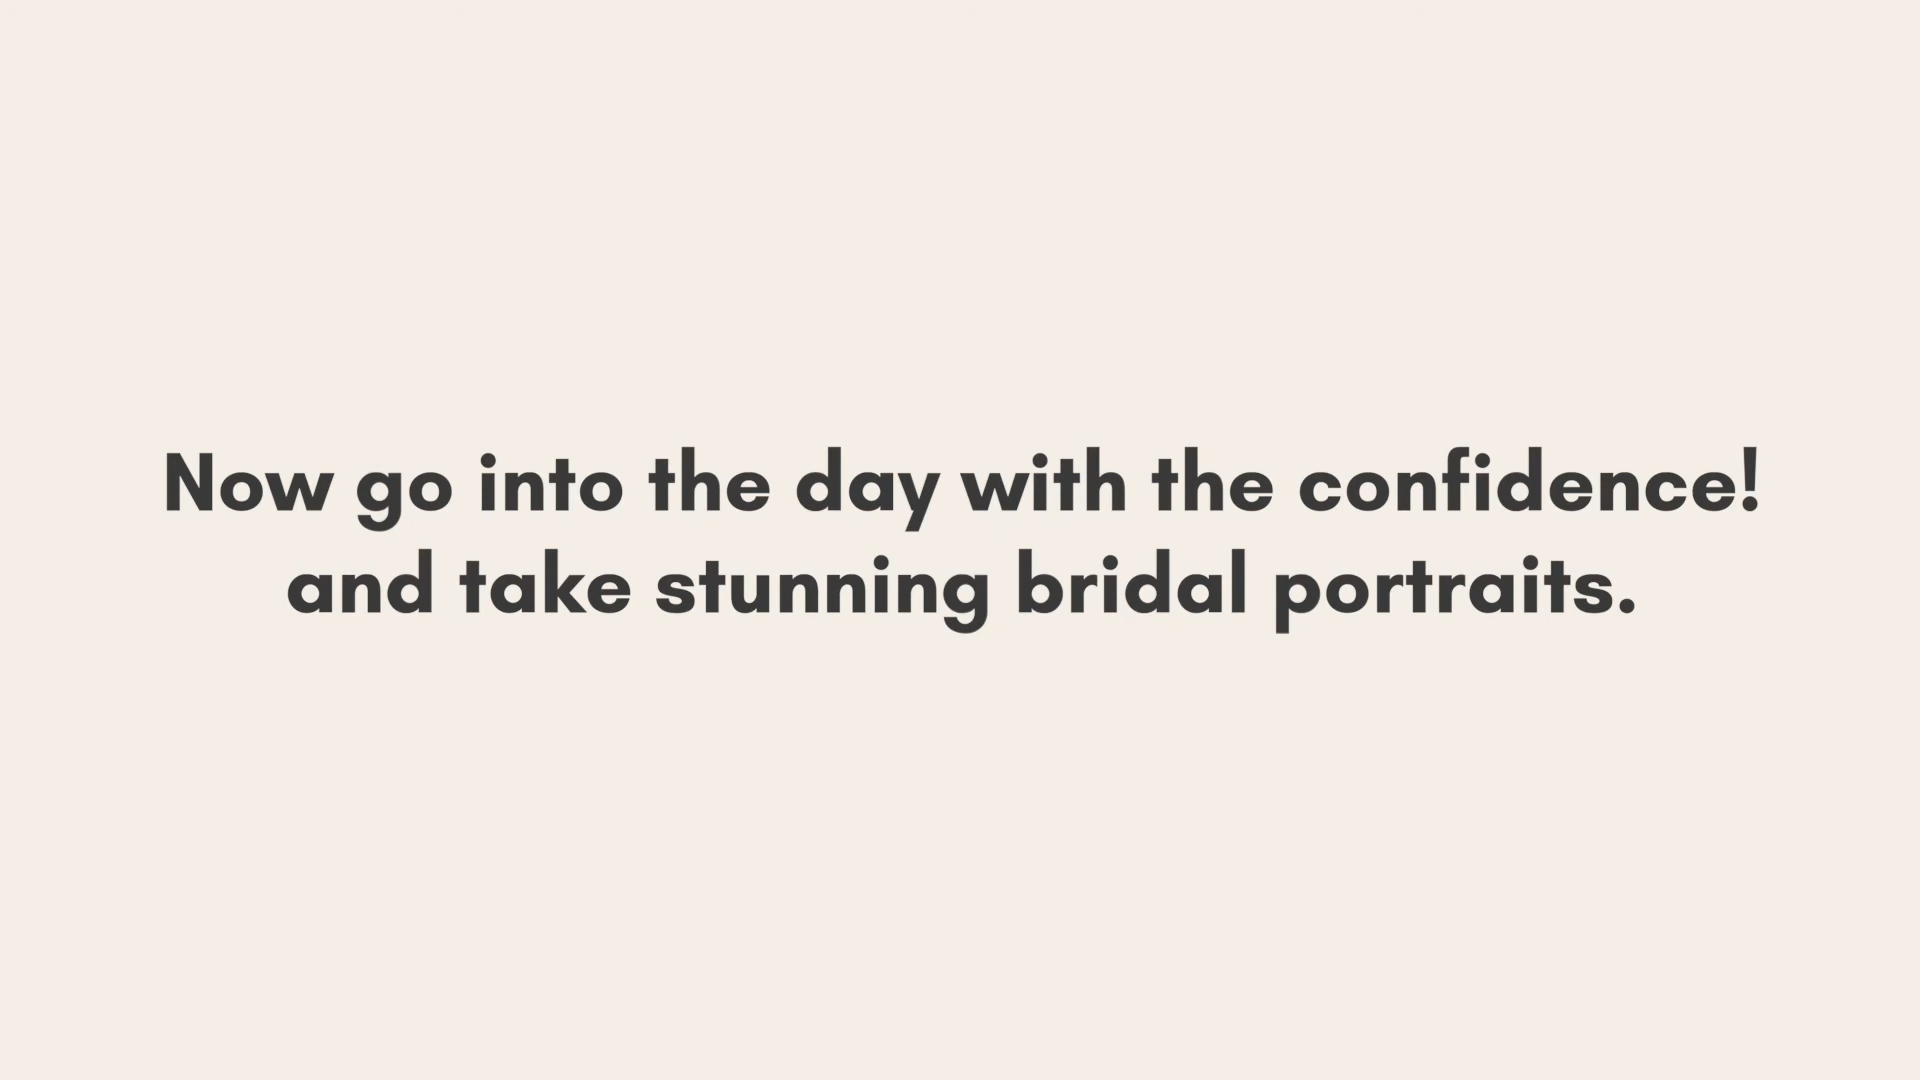 Now go into the day with the confidence!
and take stunning bridal portraits.